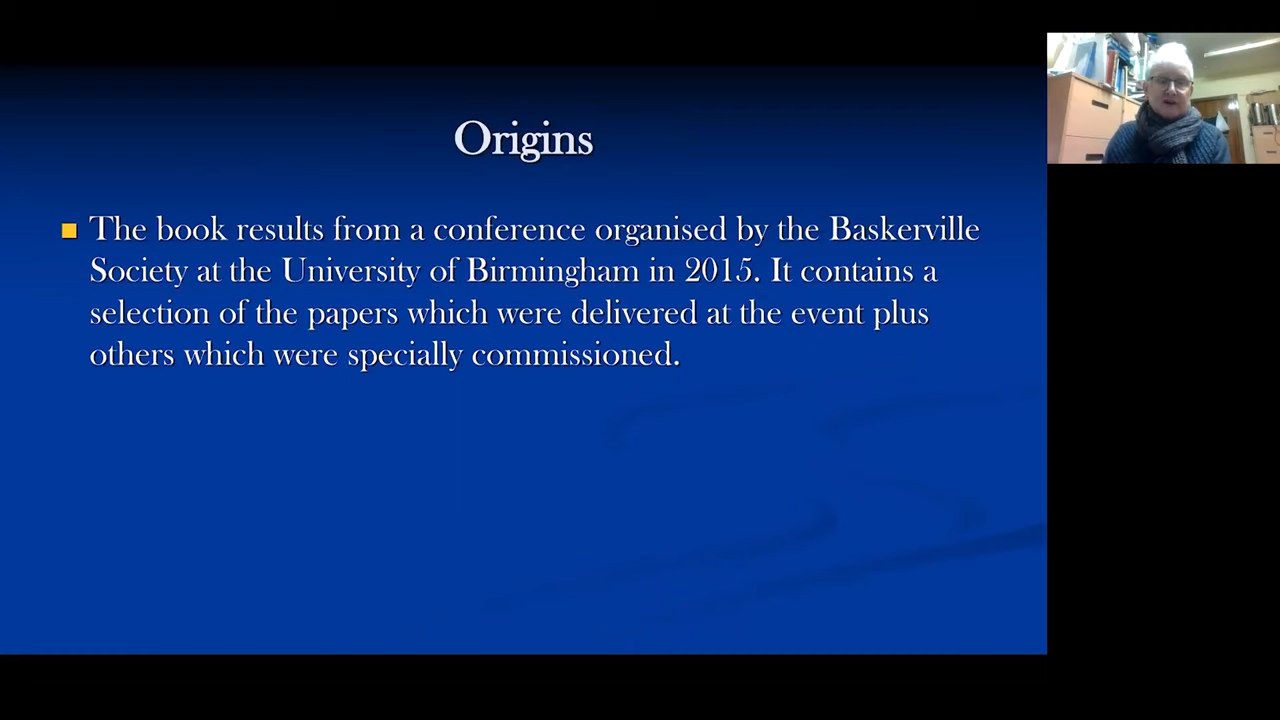 Origins
The book results from a conference organised by the Baskerville
Society at the University of Birmingham in 2015. It contains a
selection of the papers which were delivered at the event plus
others which were specially commissioned.